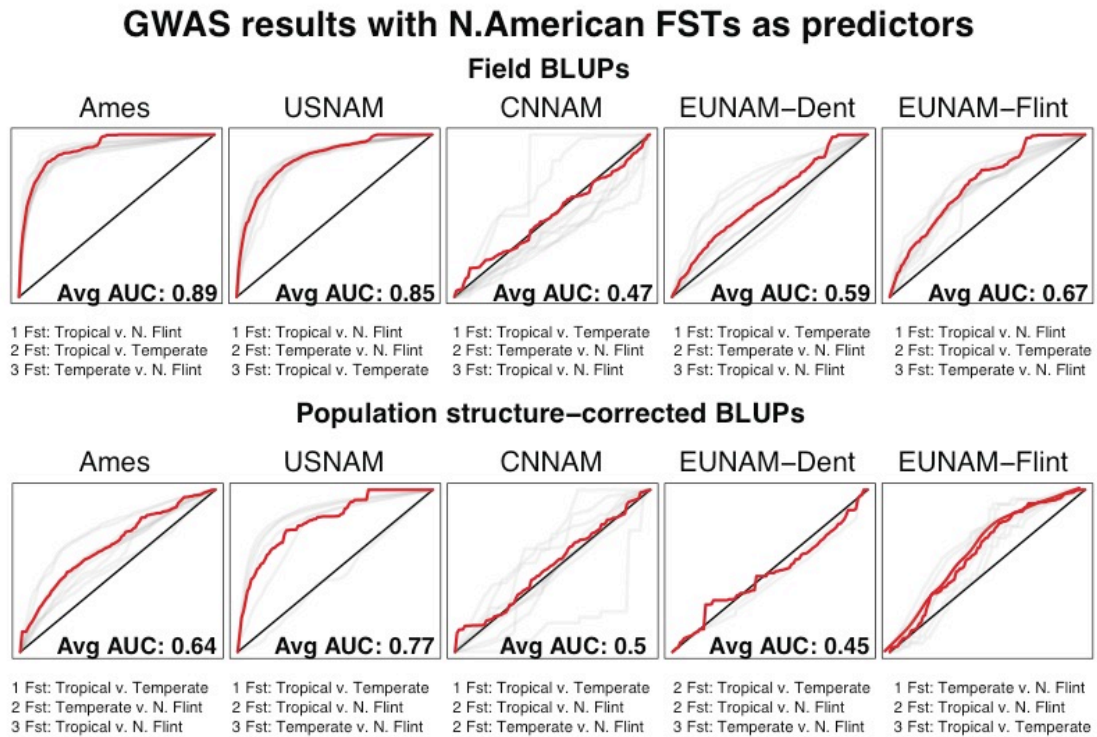 GWAS results with N.American FSTs as predictors
Field BLUPs
Ames USNAM CNNAM EUNAM−Dent EUNAM−Flint
Avg AUC: 0.89 Avg AUC: 0.85 Avg AUC: 0.47 Avg AUC: 0.59 Avg AUC: 0.67
1 Fst: Tropical v. N. Flint 1 Fst: Tropical v. N. Flint 1 Fst: Tropical v. Temperate 1 Fst: Tropical v. Temperate 1 Fst: Tropical v. N. Flint
2 Fst: Tropical v. Temperate 2 Fst: Temperate v. N. Flint 2 Fst: Temperate v. N. Flint 2 Fst: Temperate v. N. Flint 2 Fst: Tropical v. Temperate
3 Fst: Temperate v. N. Flint 3 Fst: Tropical v. Temperate 3 Fst: Tropical v. N. Flint 3 Fst: Tropical v. N. Flint 3 Fst: Temperate v. N. Flint
Population structure−corrected BLUPs
Ames USNAM CNNAM EUNAM−Dent EUNAM−Flint
Avg AUC: 0.64 Avg AUC: 0.77 Avg AUC: 0.5 Avg AUC: 0.45
1 Fst: Tropical v. Temperate 1 Fst: Tropical v. Temperate 1 Fst: Tropical v. Temperate 2 Fst: Tropical v. Temperate 1 Fst: Temperate v. N. Flint
2 Fst: Temperate v. N. Flint 2 Fst: Tropical v. N. Flint 2 Fst: Tropical v. N. Flint 2 Fst: Tropical v. N. Flint 2 Fst: Tropical v. N. Flint
3 Fst: Tropical v. N. Flint 3 Fst: Temperate v. N. Flint 2 Fst: Temperate v. N. Flint 3 Fst: Temperate v. N. Flint 3 Fst: Tropical v. Temperate